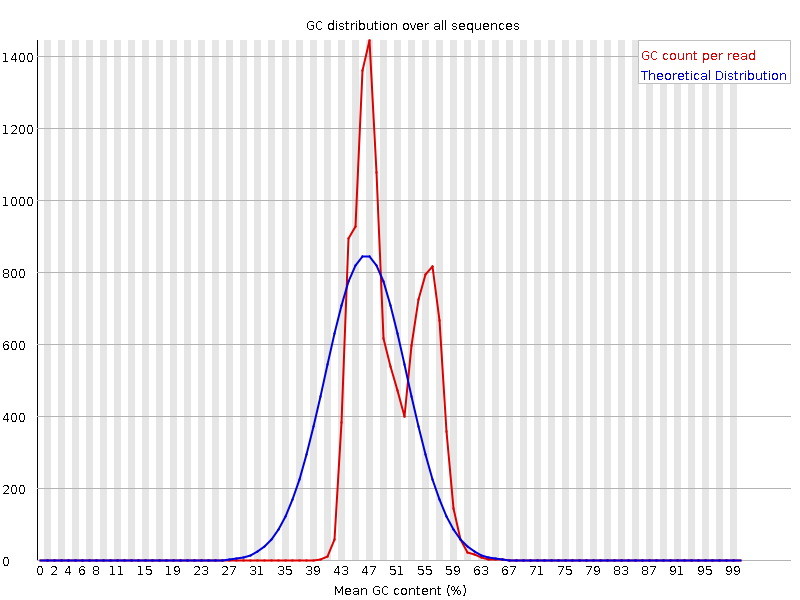 GC distribution over all sequences
GC count per read
Theoretical Distribution
1400
1200
1000
800
600
400
200
0
0 2 4 6 8 11 15 19 23 27 31 35 39 43 47 51 55 59 63 67 71 75 79 83 87 91 95 99
Mean GC content (%)